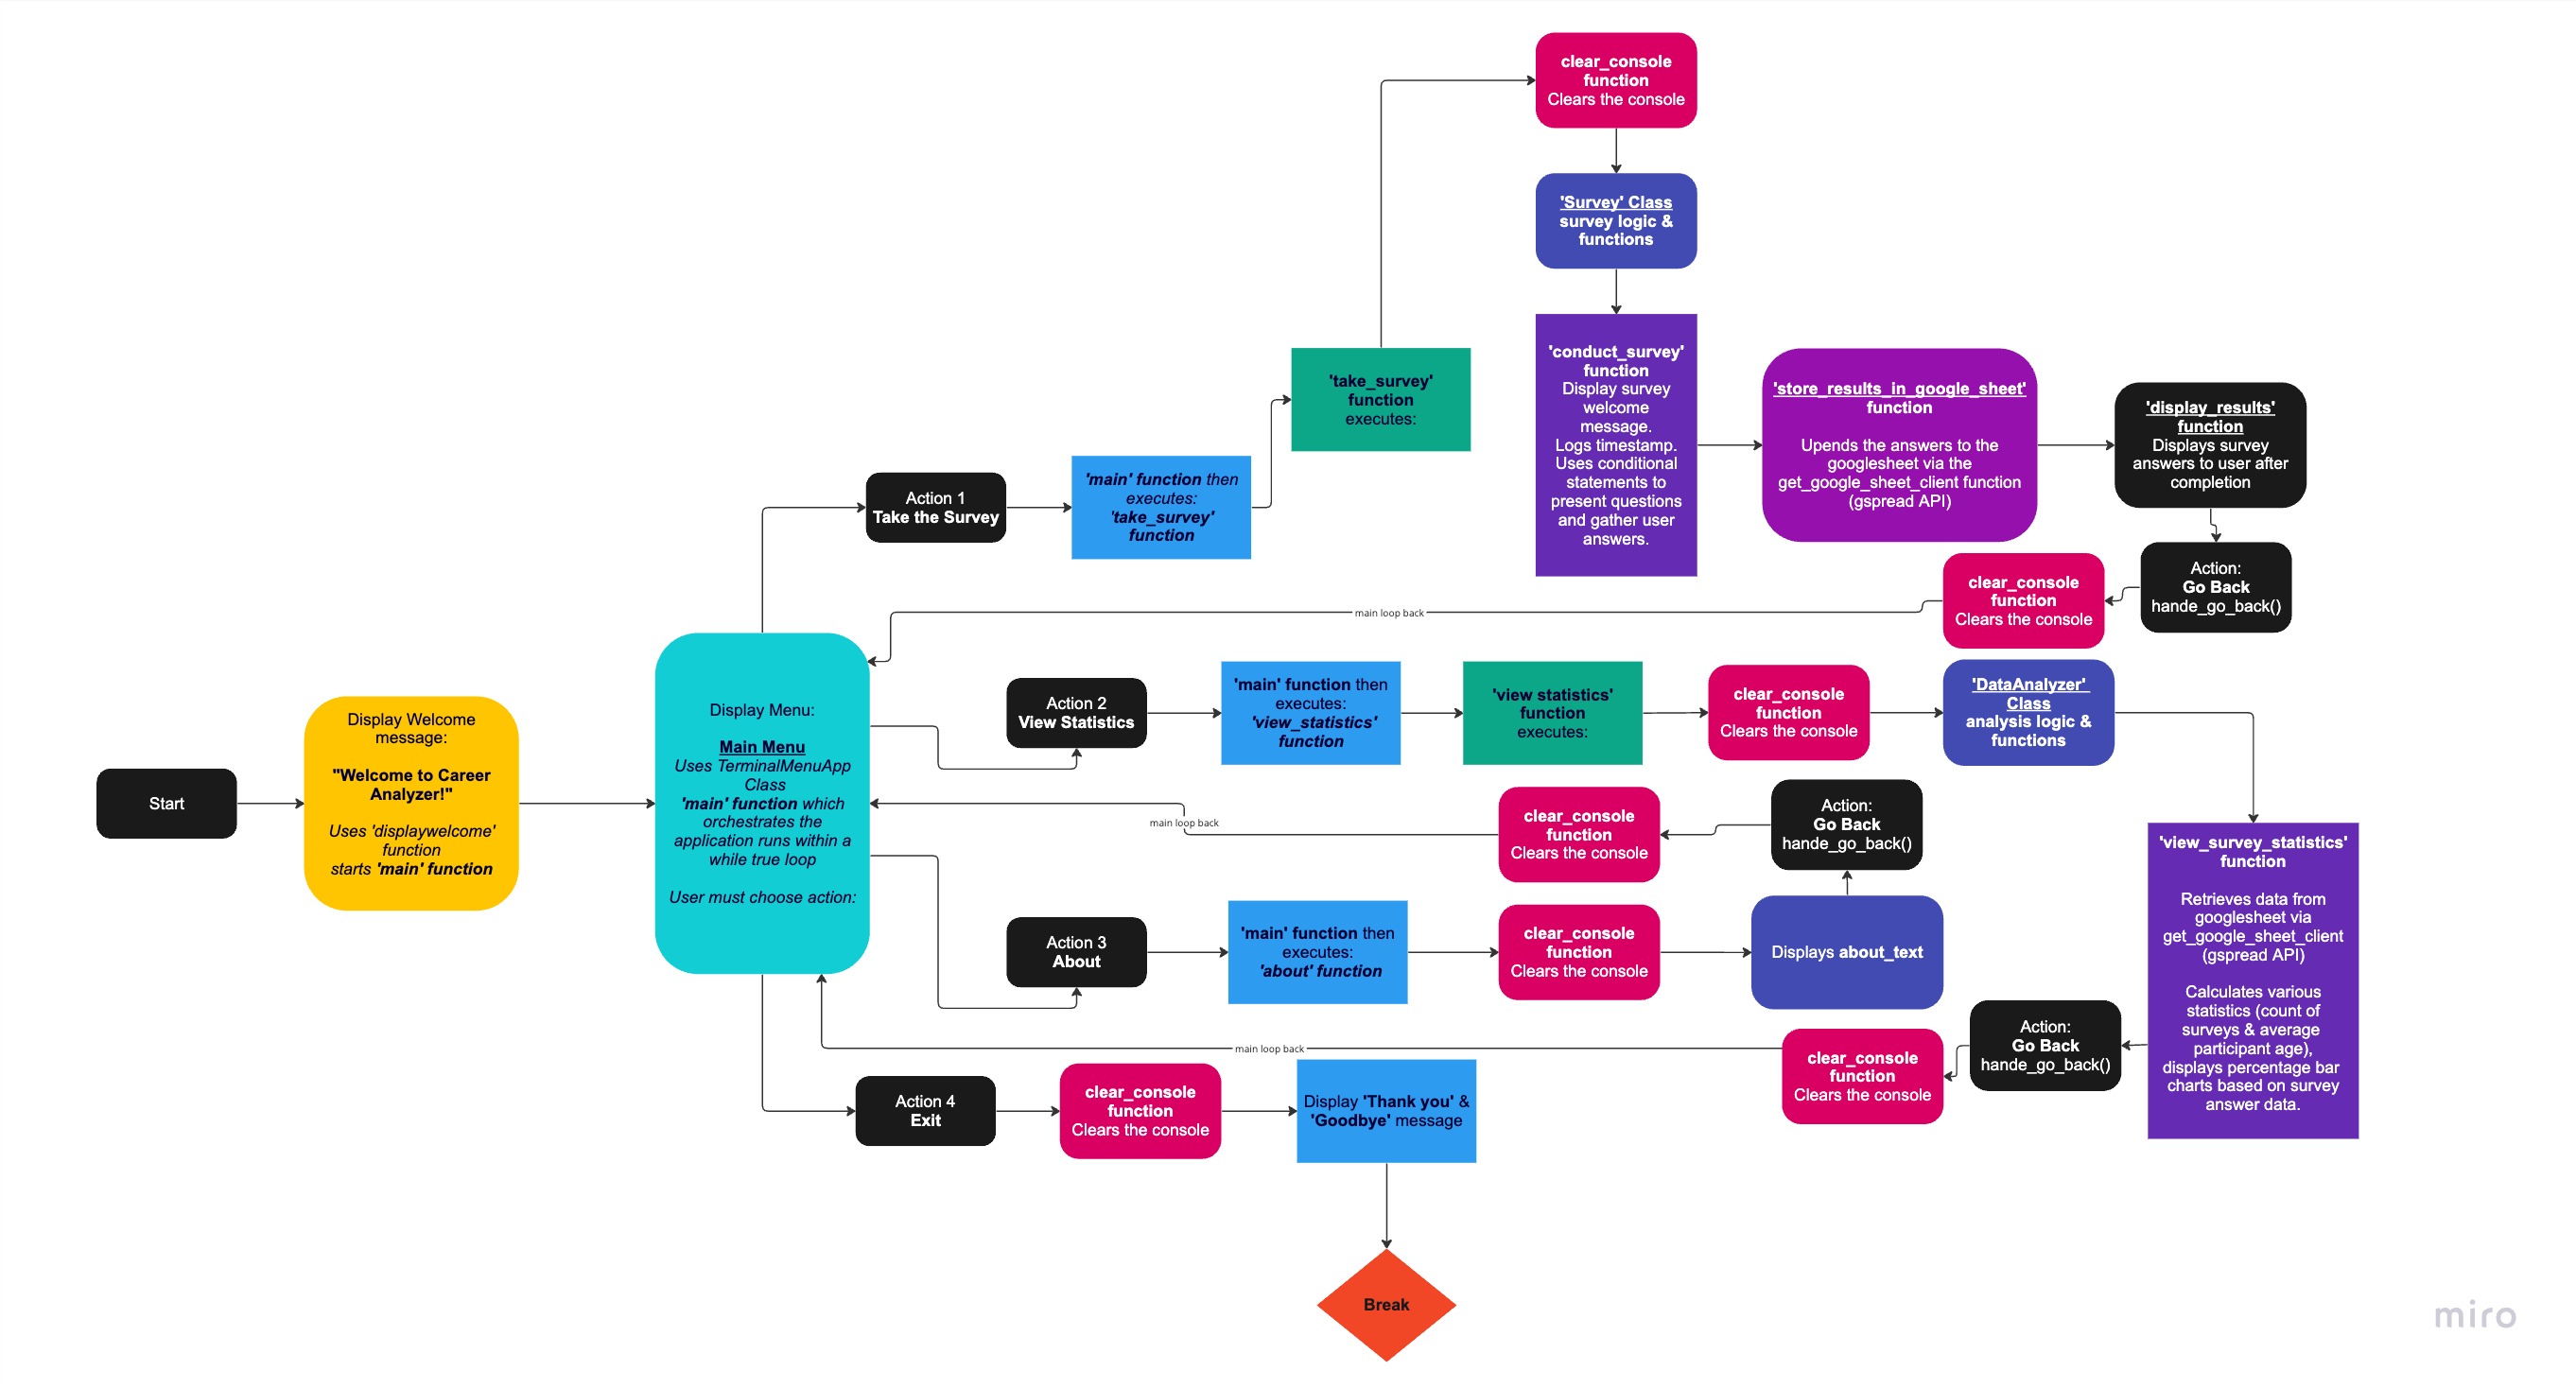 clear_console
function
Clears the console
'Survey' Class
survey logic &
functions
'conduct_survey'
function
Display survey
welcome
message.
Logs timestamp.
Uses conditional
statements to
present questions
and gather user
answers.
'store_results_in_google_sheet'
function
Upends the answers to the
googlesheet via the
get_google_sheet_client function
(gspread API)
'display_results'
function
Displays survey
answers to user after
completion
'take_survey'
function
executes:
'main' function then
executes:
'take_survey'
function
Action 1
Take the Survey
Action:
Go Back
hande_go_back()
clear_console
function
Clears the console
main loop back
Start
Display Welcome
message:
"Welcome to Career
Analyzer!"
Uses 'displaywelcome'
function
starts 'main' function
Display Menu:
Main Menu
Uses TerminalMenuApp
Class
'main' function which
orchestrates the
application runs within a
while true loop
User must choose action:
Action 2
View Statistics
'main' function then
executes:
'view_statistics'
function
'view statistics'
function
executes:
clear_console
function
Clears the console
'DataAnalyzer'
Class
analysis logic &
functions
main loop back
clear_console
function
Clears the console
Action:
Go Back
hande_go_back()
'view_survey_statistics'
function
Retrieves data from
googlesheet via
get_google_sheet_client
(gspread API)
Calculates various
statistics (count of
surveys & average
participant age),
displays percentage bar
charts based on survey
answer data.
Action 3
About
'main' function then
executes:
'about' function
clear_console
function
Clears the console
Displays about_text
Action:
Go Back
hande_go_back()
clear_console
function
Clears the console
main loop back
Action 4
Exit
clear_console
function
Clears the console
Display 'Thank you' &
'Goodbye' message
Break
miro